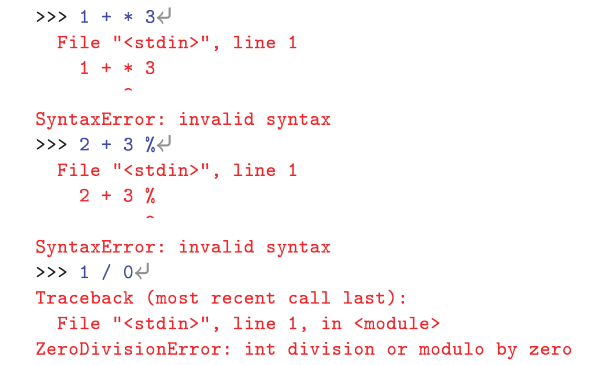 >>> 1 + * 3↵
  File "<stdin>", line 1
    1 + * 3
        ^
SyntaxError: invalid syntax
>>> 2 + 3 %↵
  File "<stdin>", line 1
    2 + 3 %
          ^
SyntaxError: invalid syntax
>>> 1 / 0↵
Traceback (most recent call last):
  File "<stdin>", line 1, in <module>
ZeroDivisionError: int division or modulo by zero